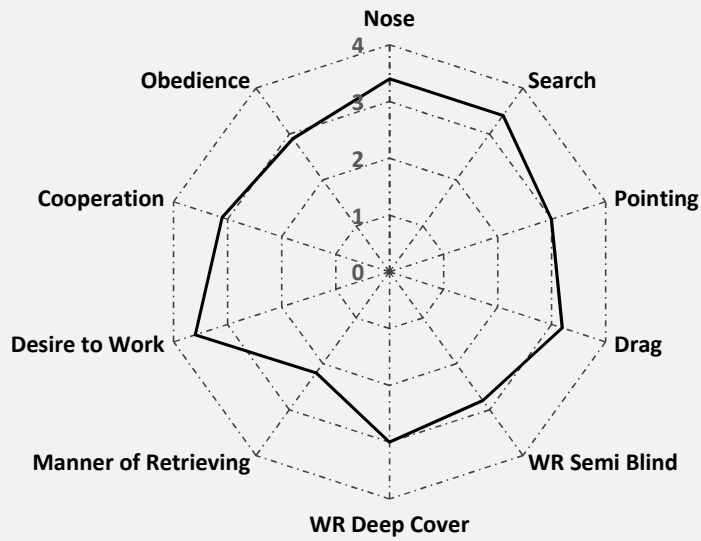 Nose
4
Obedience
Search
3
2
Cooperation
Pointing
1
0
Desire to Work
Drag
Manner of Retrieving
WR Semi Blind
WR Deep Cover